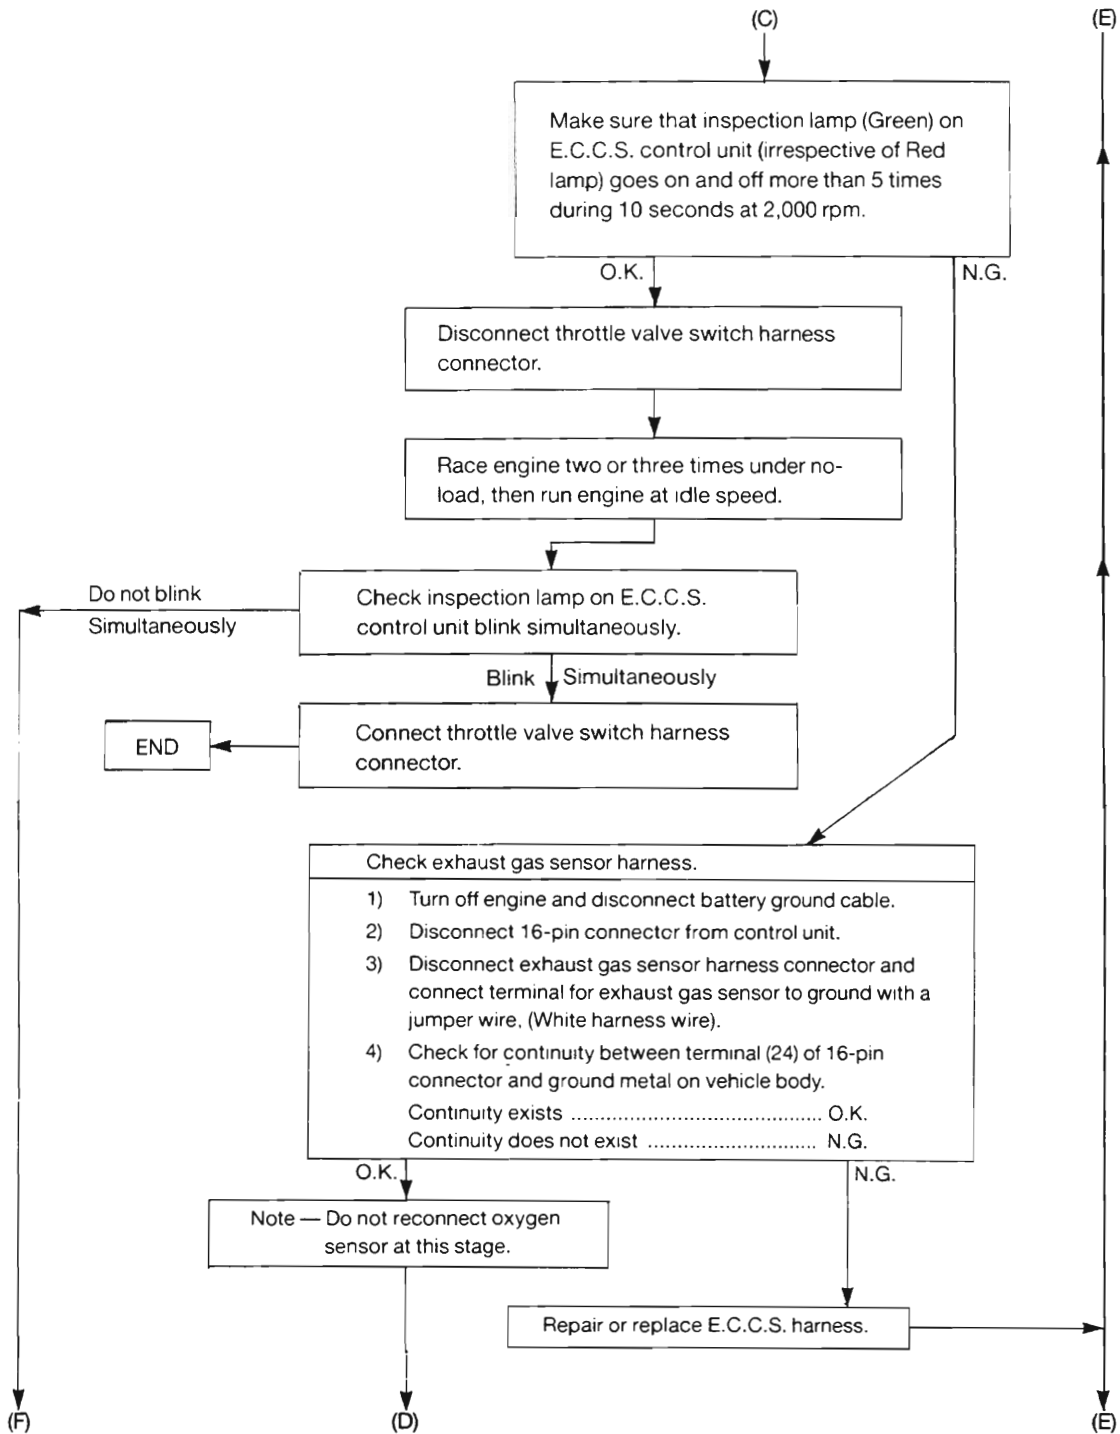 (C)
(E)
Make sure that inspection lamp (Green) on
E.C.C.S. control unit (irrespective of Red
lamp) goes on and off more than 5 times
during 10 seconds at 2,000 rpm.
O.K.
N.G.
Disconnect throttle valve switch harness
connector.
Race engine two or three times under no-
load, then run engine at idle speed.
Do not blink
Simultaneously
Check inspection lamp on E.C.C.S.
control unit blink simultaneously.
Blink Simultaneously
END
Connect throttle valve switch harness
connector.
Check exhaust gas sensor harness.
1) Turn off engine and disconnect battery ground cable.
2) Disconnect 16-pin connector from control unit.
3) Disconnect exhaust gas sensor harness connector and
connect terminal for exhaust gas sensor to ground with a
jumper wire, (White harness wire).
4) Check for continuity between terminal (24) of 16-pin
connector and ground metal on vehicle body.
Continuity exists .......................................... O.K.
Continuity does not exist ............................ N.G.
O.K.
N.G.
Note — Do not reconnect oxygen
sensor at this stage.
Repair or replace E.C.C.S. harness.
(F)
(D)
(E)